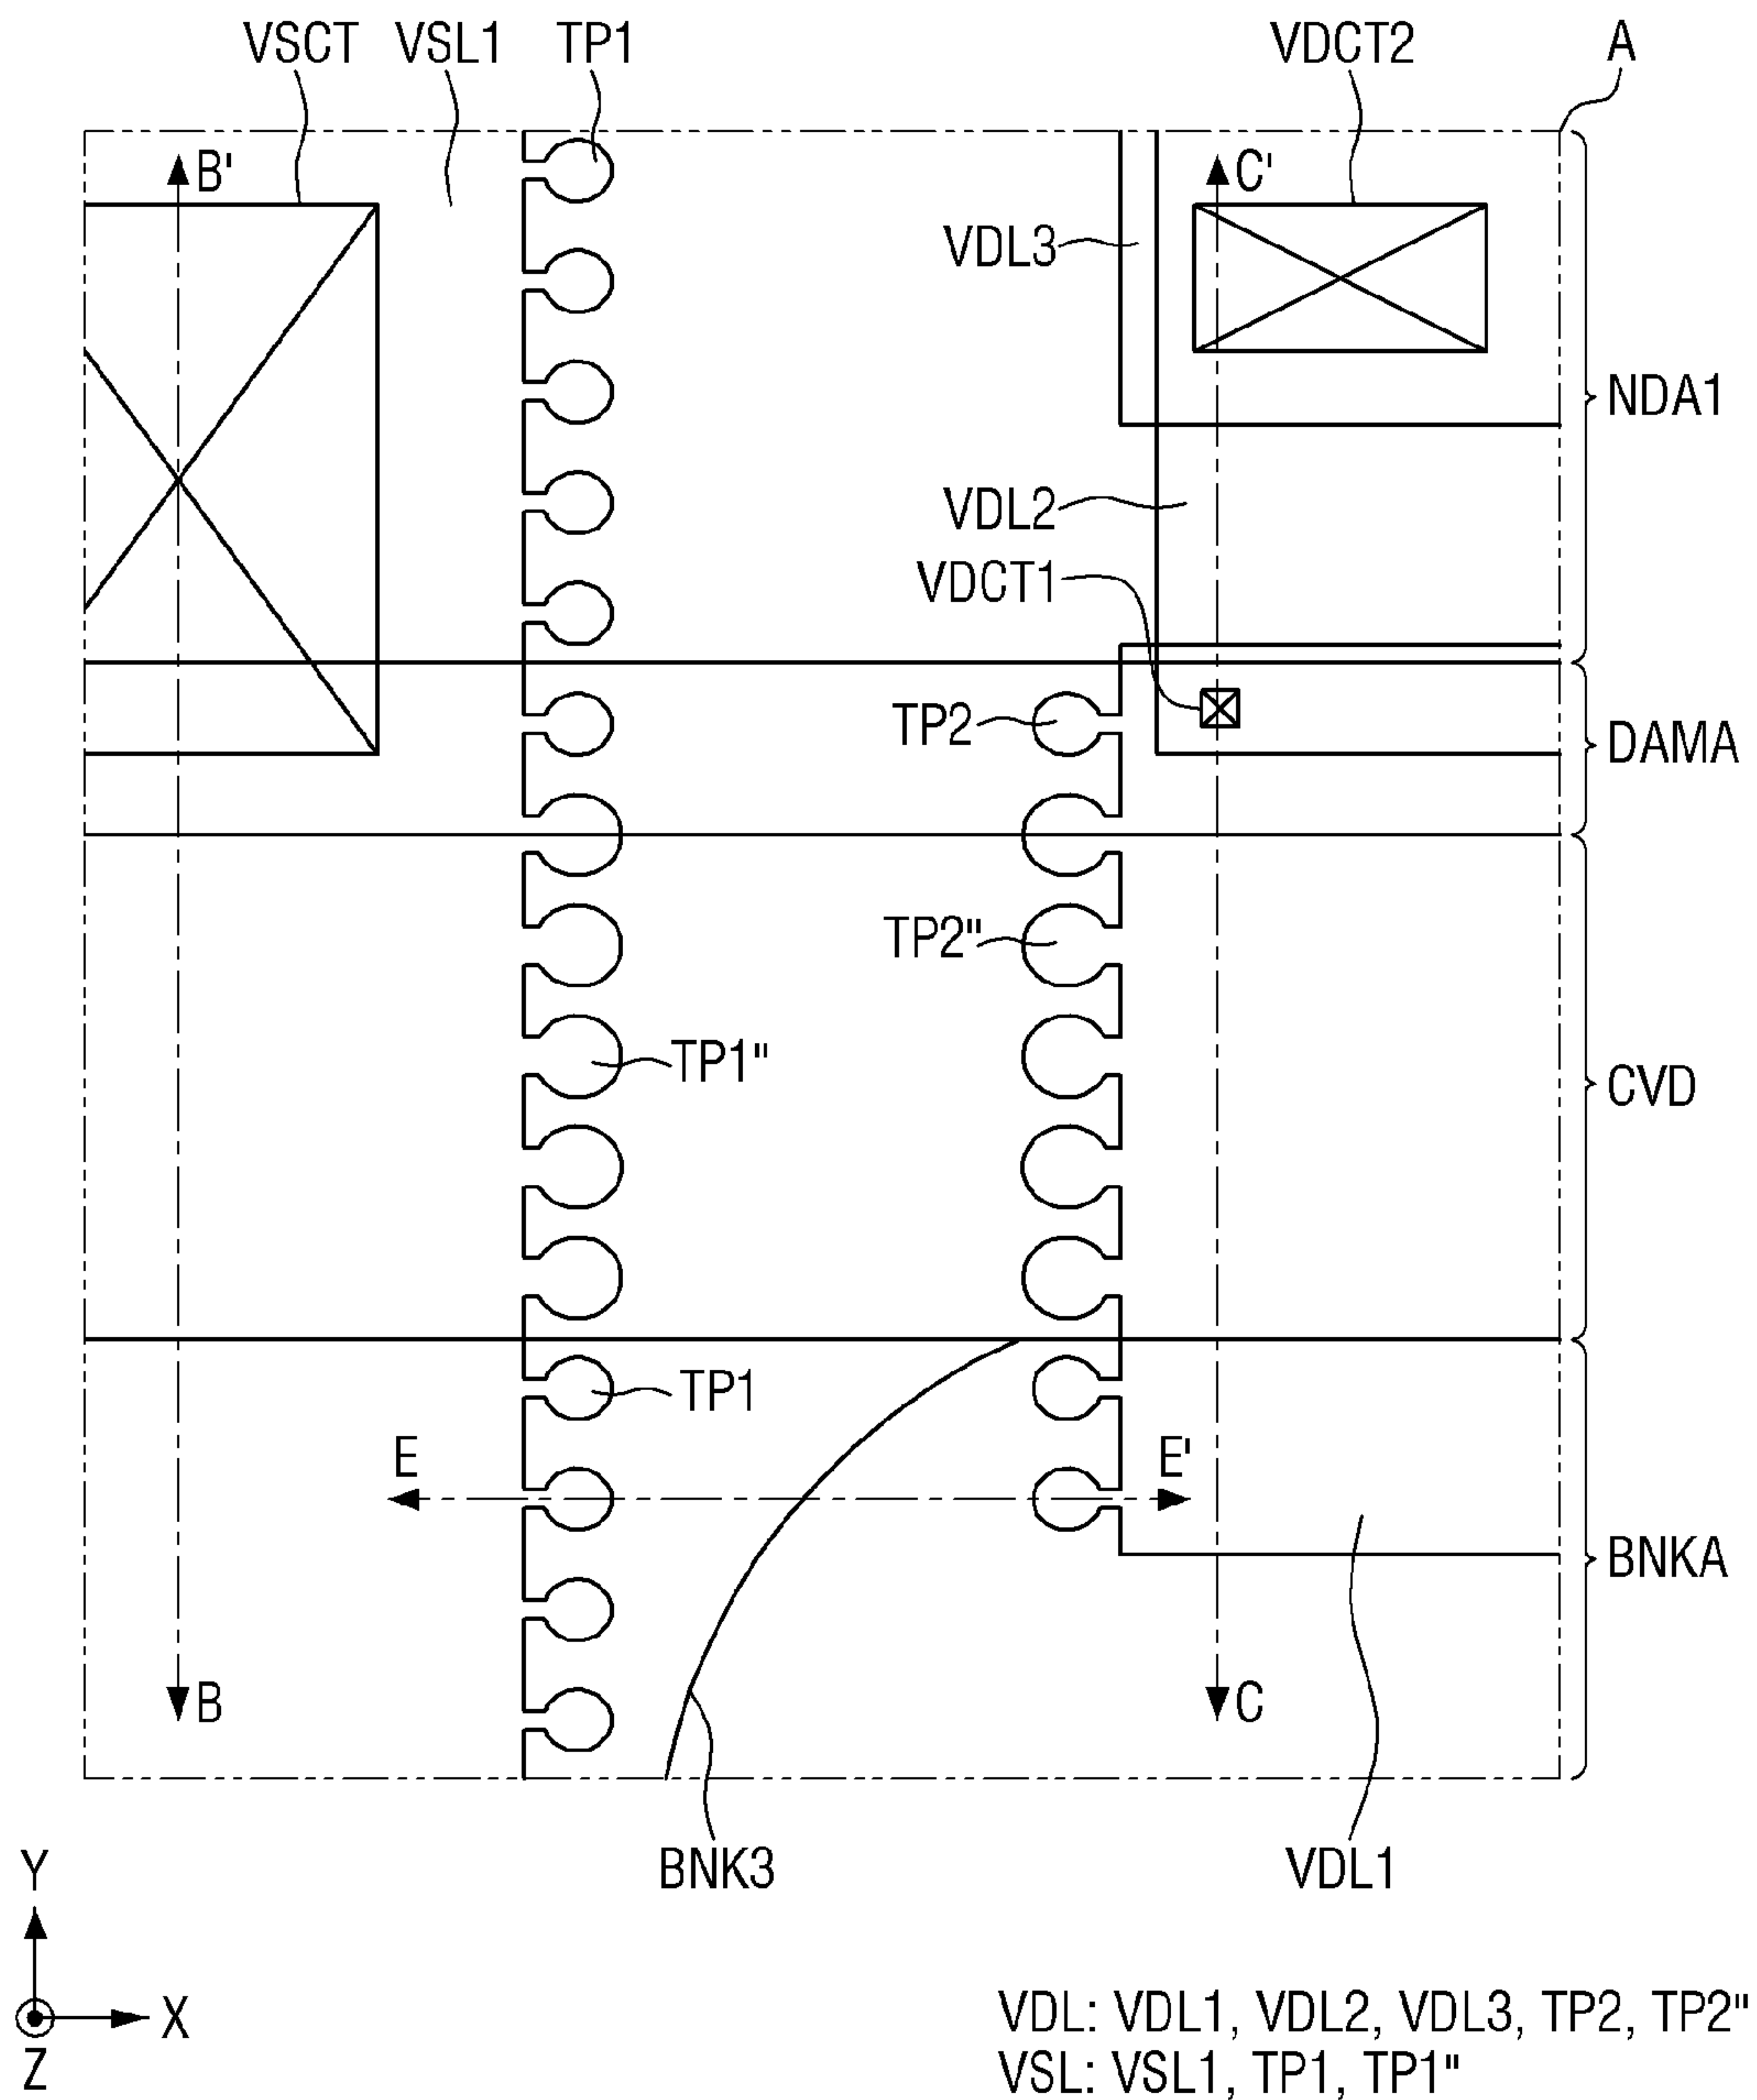 VSCT VSL1 TP1 VDCT2 A
B' C'
VDL3
NDA1
VDL2
VDCT1
TP2 DAMA
TP2"
TP1"
CVD
TP1
E E'
BNKA
B C
BNK3 VDL1
Y
X
Z
VDL: VDL1, VDL2, VDL3, TP2, TP2"
VSL: VSL1, TP1, TP1"